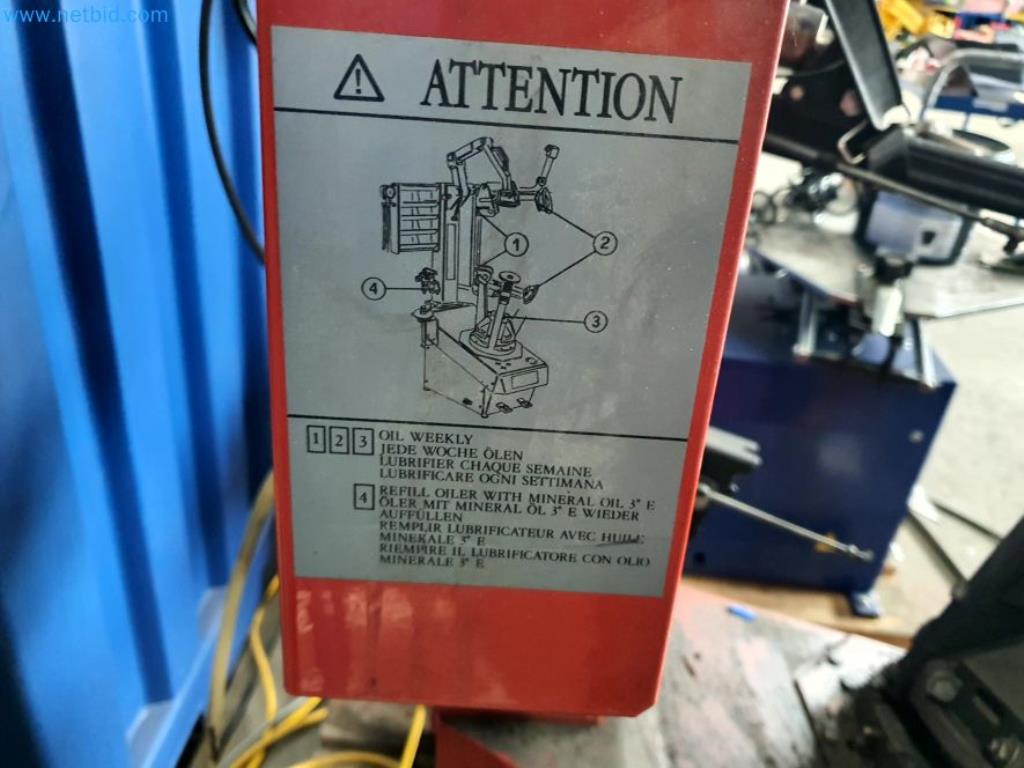 www.netbid.com
ATTENTION
1
2
4
3
1 2 3 OIL WEEKLY
JEDE WOCHE ÖLEN
LUBRIFIER CHAQUE SEMAINE
LUBRIFICARE OGNI SETTIMANA
4 REFILL OILER WITH MINERAL OIL 3° E
ÖLER MIT MINERAL ÖL 3° E WIEDER
AUFFÜLLEN
REMPLIR LUBRIFICATEUR AVEC HUILE
MINERALE 3° E
RIEMPIRE IL LUBRIFICATORE CON OLIO
MINERALE 3° E